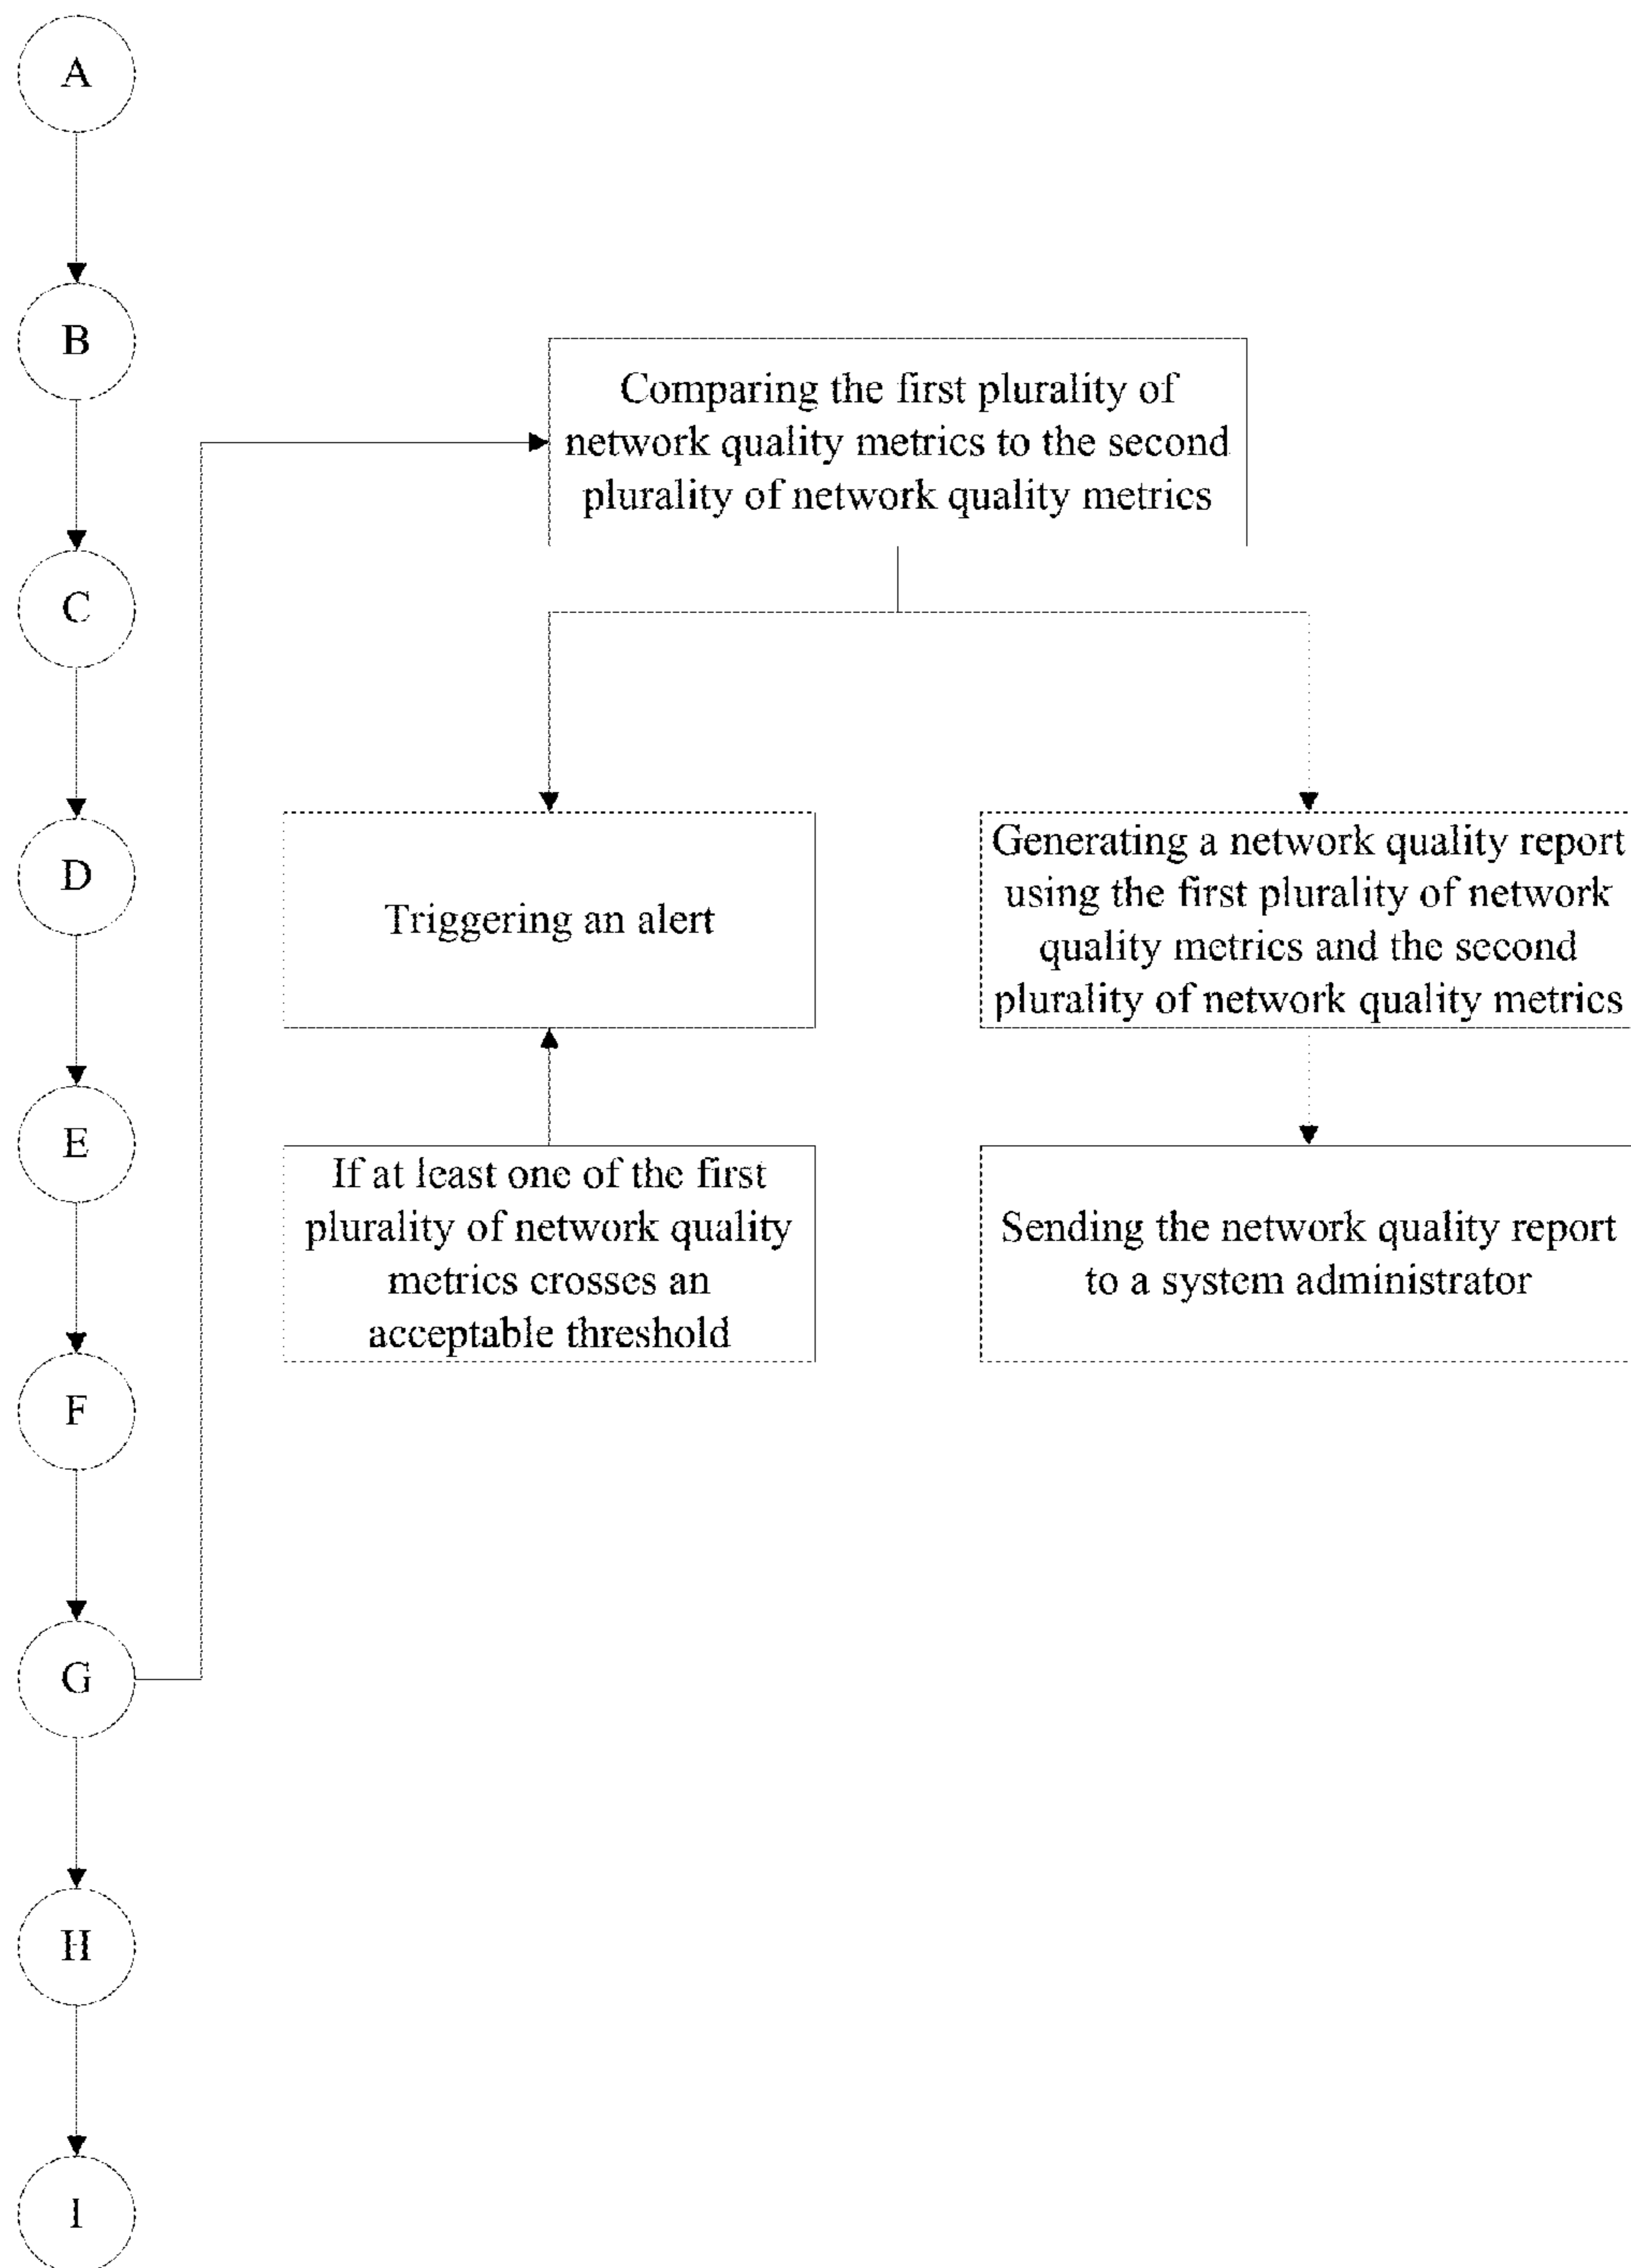 A
B
C
D
E
F
G
H
I
Comparing the first plurality of
network quality metrics to the second
plurality of network quality metrics
Triggering an alert
Generating a network quality report
using the first plurality of network
quality metrics and the second
plurality of network quality metrics
If at least one of the first
plurality of network quality
metrics crosses an
acceptable threshold
Sending the network quality report
to a system administrator